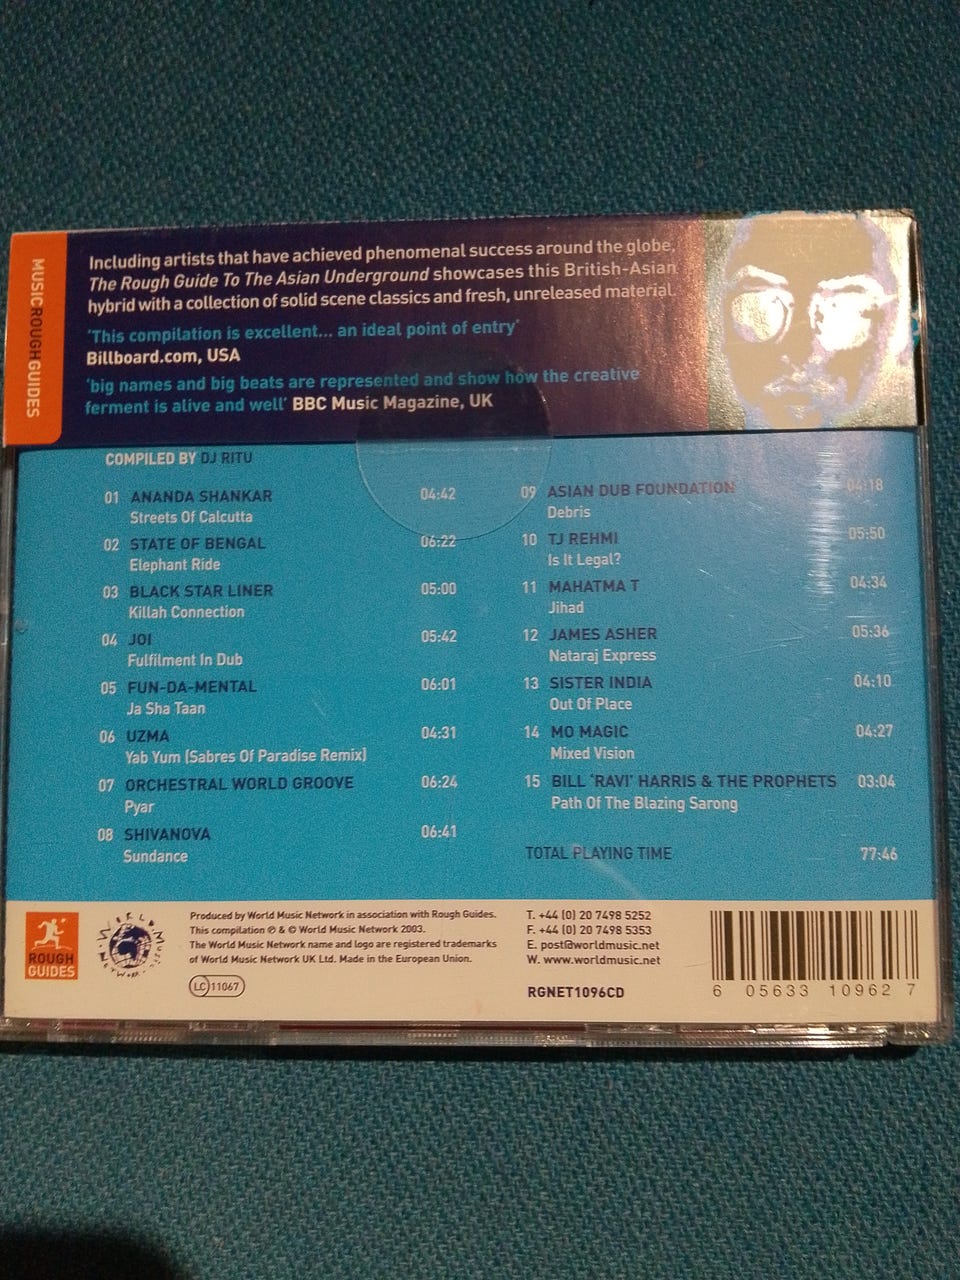 MUSIC ROUGH GUIDES
Including artists that have achieved phenomenal success around the globe,
The Rough Guide To The Asian Underground showcases this British-Asian
hybrid with a collection of solid scene classics and fresh, unreleased material.
'This compilation is excellent... an ideal point of entry'
Billboard.com, USA
'big names and big beats are represented and show how the creative
ferment is alive and well' BBC Music Magazine, UK
COMPILED BY DJ RITU
01 ANANDA SHANKAR 04:42
Streets Of Calcutta
02 STATE OF BENGAL 06:22
Elephant Ride
03 BLACK STAR LINER 05:00
Killah Connection
04 JOI 05:42
Fulfilment In Dub
05 FUN-DA-MENTAL 06:01
Ja Sha Taan
06 UZMA 04:31
Yab Yum (Sabres Of Paradise Remix)
07 ORCHESTRAL WORLD GROOVE 06:24
Pyar
08 SHIVANOVA 06:41
Sundance
09 ASIAN DUB FOUNDATION 04:18
Debris
10 TJ REHMI 05:50
Is It Legal?
11 MAHATMA T 04:34
Jihad
12 JAMES ASHER 05:36
Nataraj Express
13 SISTER INDIA 04:10
Out Of Place
14 MO MAGIC 04:27
Mixed Vision
15 BILL 'RAVI' HARRIS & THE PROPHETS 03:04
Path Of The Blazing Sarong
TOTAL PLAYING TIME 77:46
ROUGH
GUIDES
WORLD MUSIC NETWORK
Produced by World Music Network in association with Rough Guides.
This compilation ℗ & © World Music Network 2003.
The World Music Network name and logo are registered trademarks
of World Music Network UK Ltd. Made in the European Union.
LC 11067
T. +44 (0) 20 7498 5252
F. +44 (0) 20 7498 5353
E. post@worldmusic.net
W. www.worldmusic.net
RGNET1096CD
6 05633 10962 7